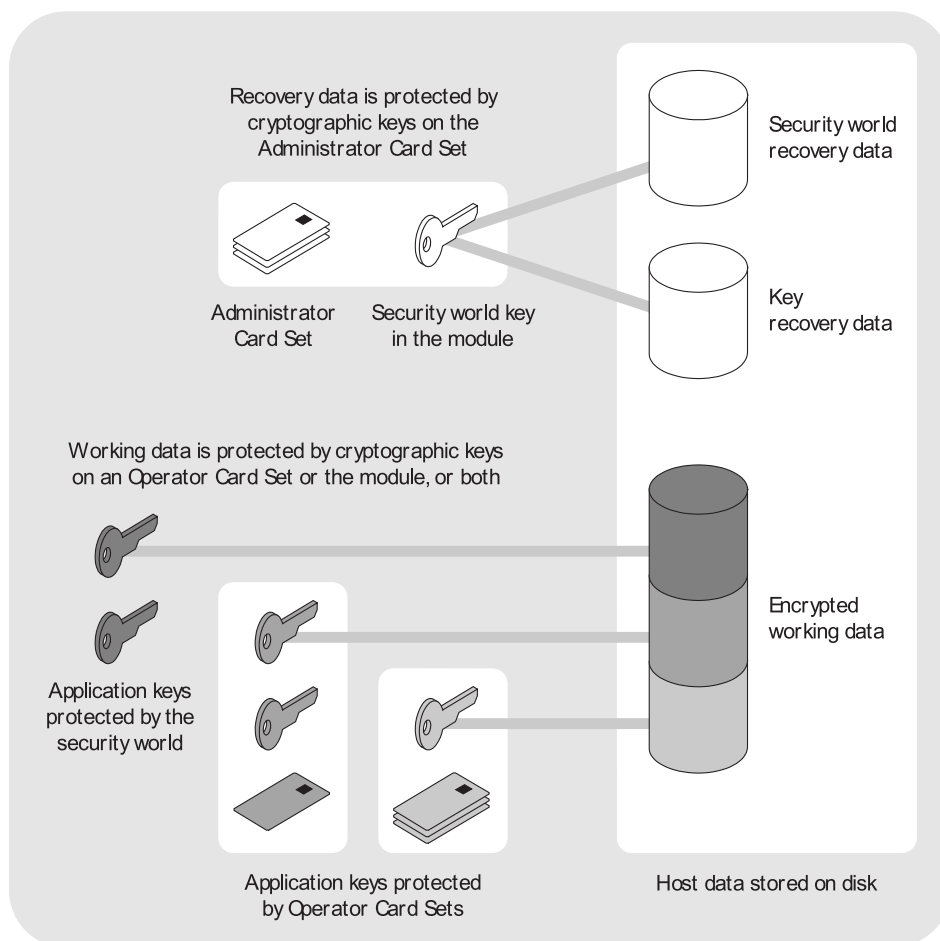 Recovery data is protected by
cryptographic keys on the
Administrator Card Set
Security world
recovery data
Administrator
Card Set
Security world key
in the module
Key
recovery data
Working data is protected by cryptographic keys
on an Operator Card Set or the module, or both
Encrypted
working data
Application keys
protected by the
security world
Application keys protected
by Operator Card Sets
Host data stored on disk